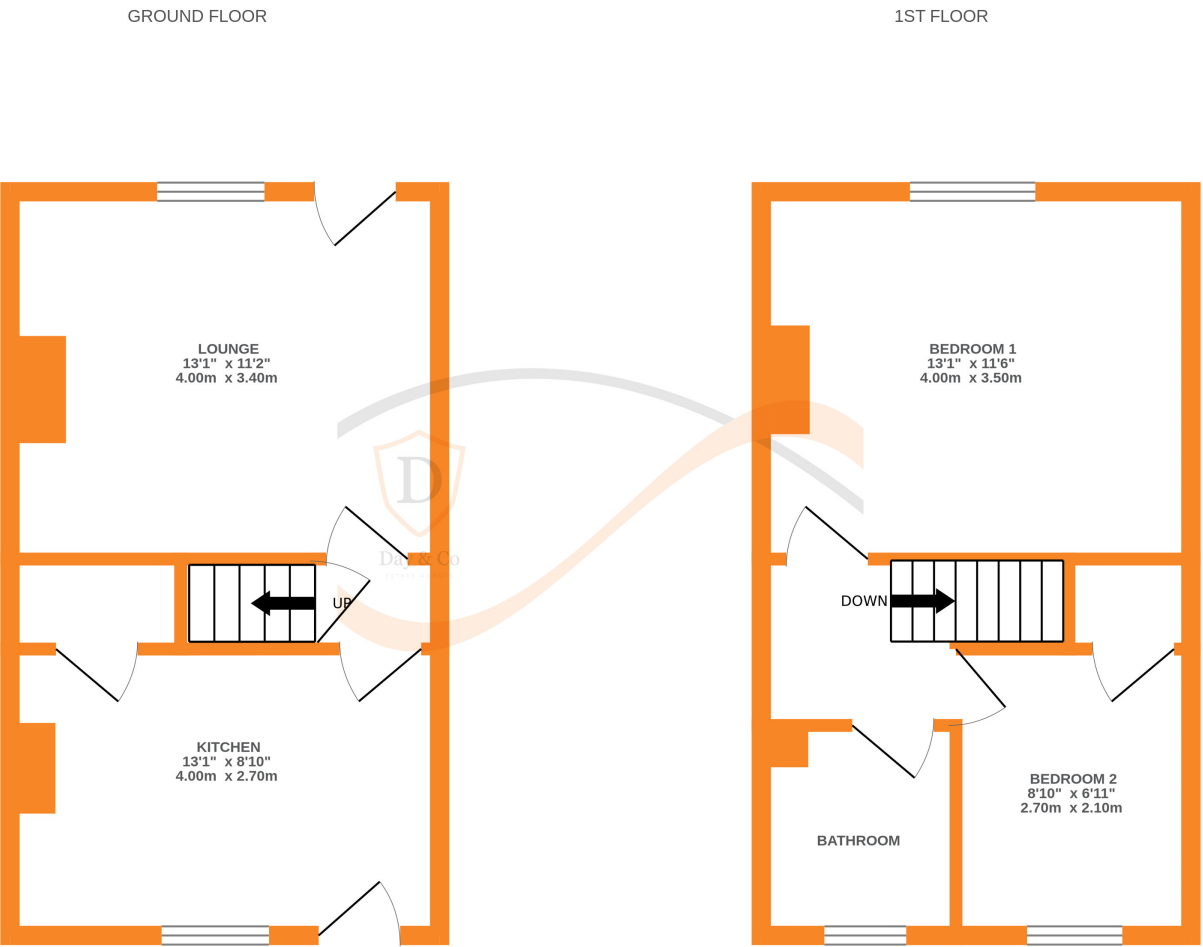 GROUND FLOOR
1ST FLOOR
LOUNGE
13'1" x 11'2"
4.00m x 3.40m
BEDROOM 1
13'1" x 11'6"
4.00m x 3.50m
D
Day & Co
UP
DOWN
KITCHEN
13'1" x 8'10"
4.00m x 2.70m
BEDROOM 2
8'10" x 6'11"
2.70m x 2.10m
BATHROOM